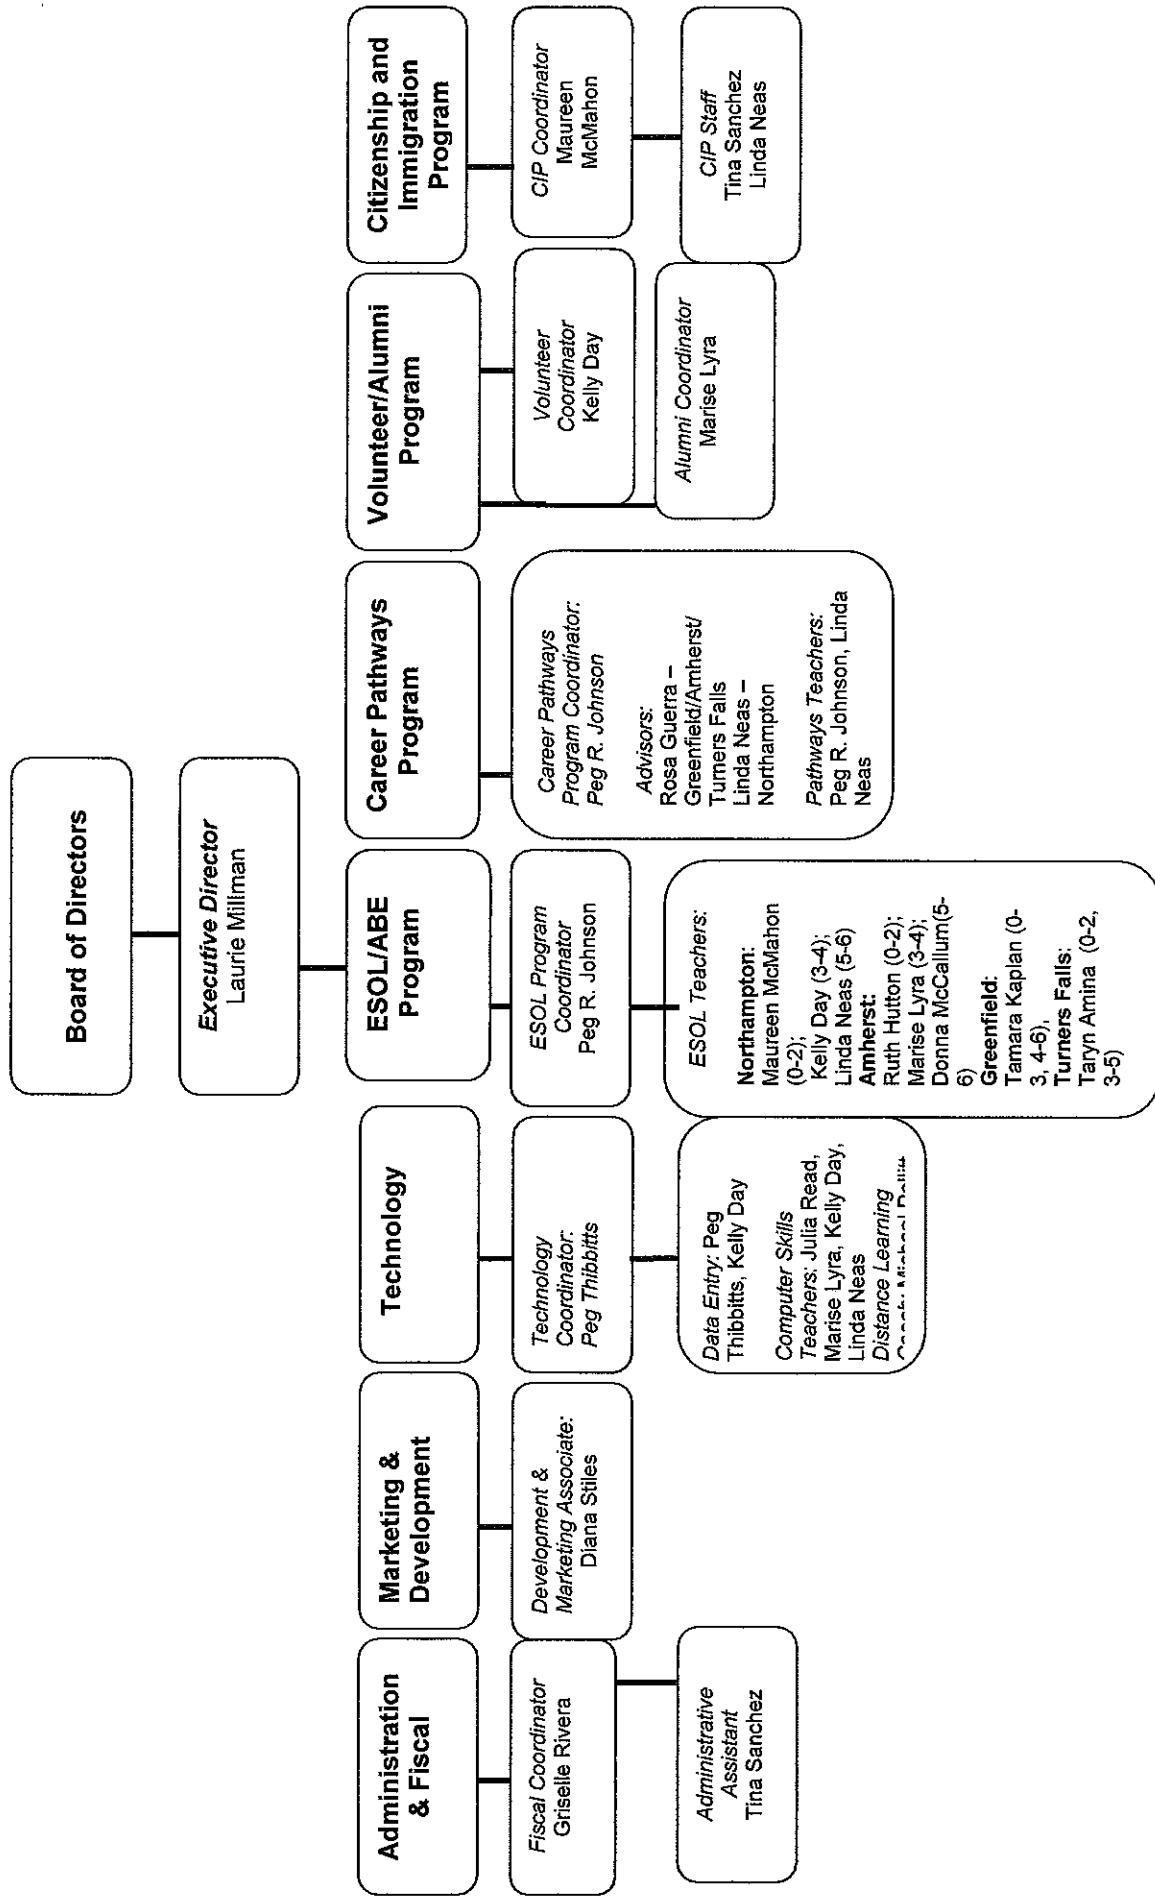 Board of Directors
Executive Director
Laurie Millman
Administration
& Fiscal
Fiscal Coordinator
Griselle Rivera
Administrative
Assistant
Tina Sanchez
Marketing &
Development
Development &
Marketing Associate:
Diana Stiles
Technology
Technology
Coordinator:
Peg Thibbitts
Data Entry: Peg
Thibbitts, Kelly Day
Computer Skills
Teachers: Julia Read,
Marise Lyra, Kelly Day,
Linda Neas
Distance Learning
ESOL/ABE
Program
ESOL Program
Coordinator
Peg R. Johnson
ESOL Teachers:
Northampton:
Maureen McMahon
(0-2);
Kelly Day (3-4);
Linda Neas (5-6)
Amherst:
Ruth Hutton (0-2);
Marise Lyra (3-4);
Donna McCallum(5-
6)
Greenfield:
Tamara Kaplan (0-
3, 4-6),
Turners Falls:
Taryn Amina (0-2,
3-5)
Career Pathways
Program
Career Pathways
Program Coordinator:
Peg R. Johnson
Advisors:
Rosa Guerra –
Greenfield/Amherst/
Turners Falls
Linda Neas –
Northampton
Pathways Teachers:
Peg R. Johnson, Linda
Neas
Volunteer/Alumni
Program
Volunteer
Coordinator
Kelly Day
Alumni Coordinator
Marise Lyra
Citizenship and
Immigration
Program
CIP Coordinator
Maureen
McMahon
CIP Staff
Tina Sanchez
Linda Neas